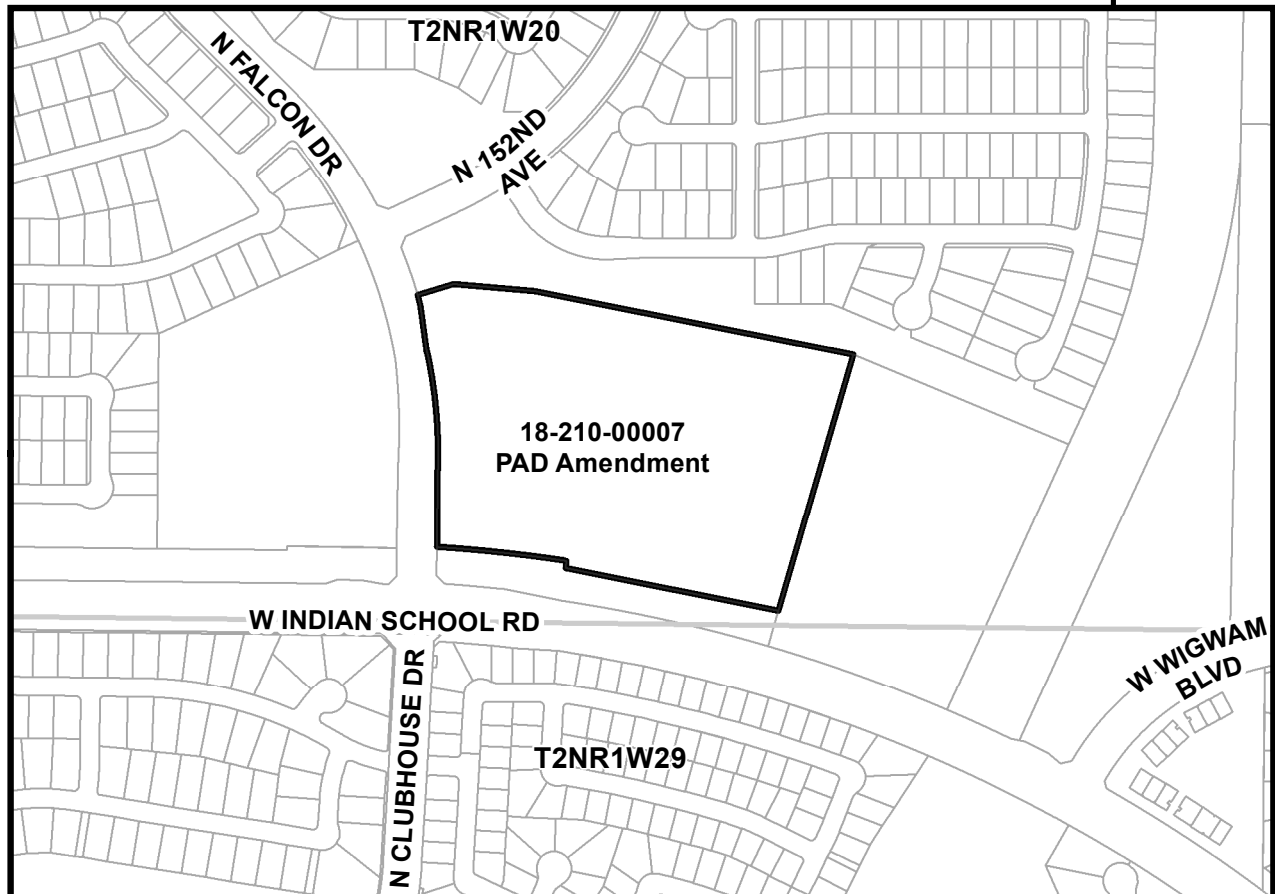 T2NR1W20
N FALCON DR
N 152ND
AVE
18-210-00007
PAD Amendment
W INDIAN SCHOOL RD
W WIGWAM
BLVD
N CLUBHOUSE DR
T2NR1W29